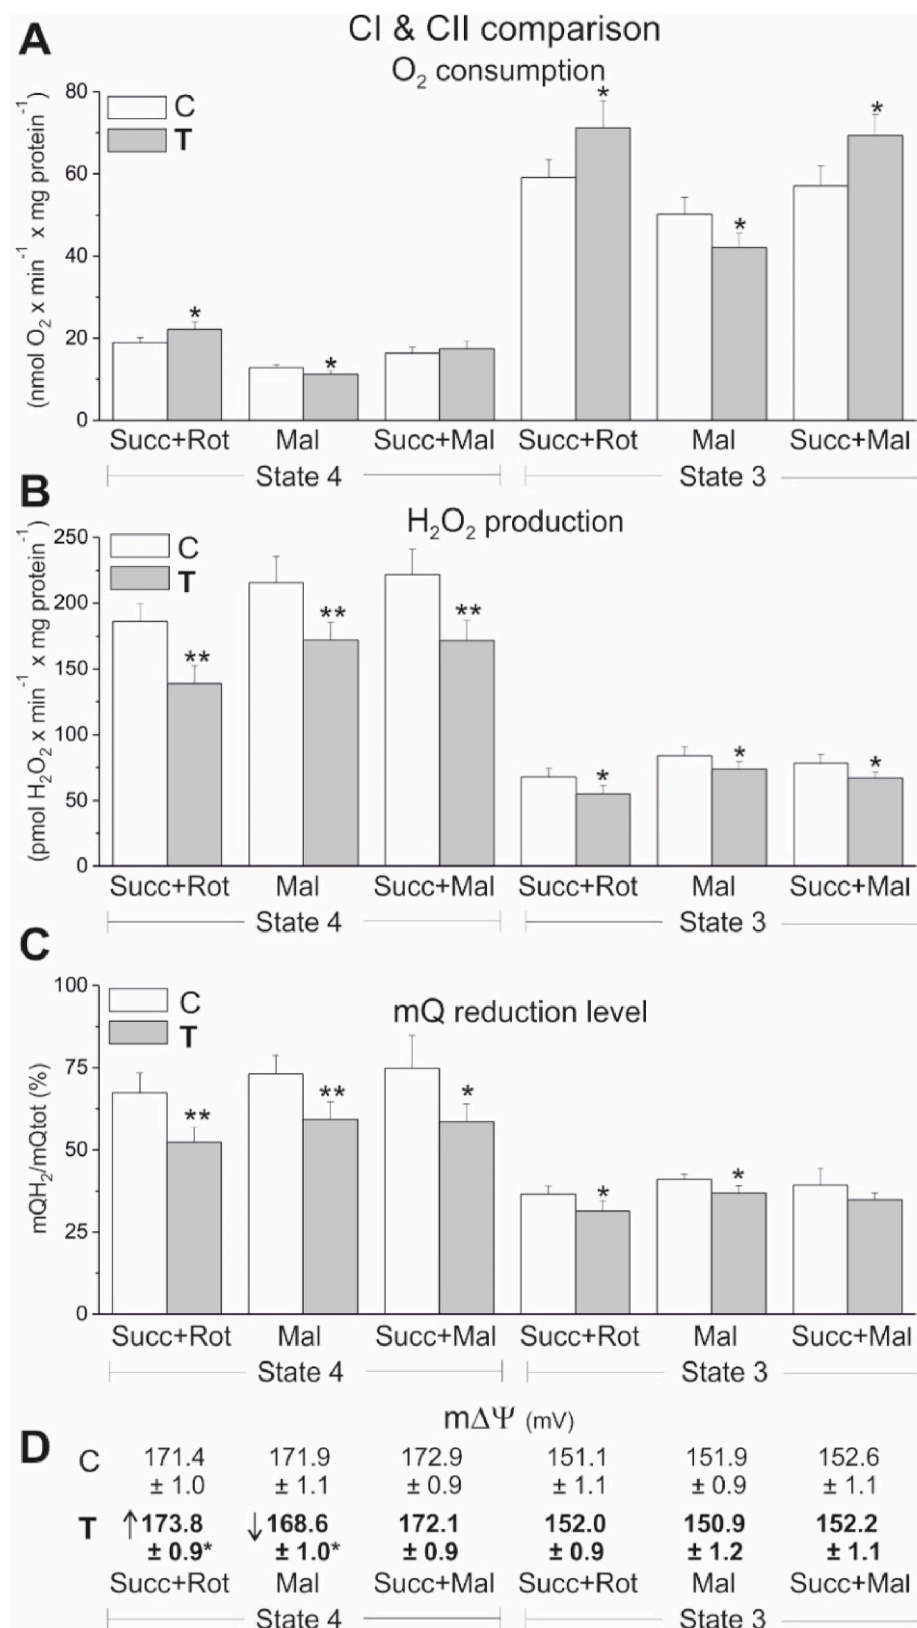 A
CI & CII comparison
O2 consumption
(nmol O2 x min-1 x mg protein-1)
80
60
40
20
0
C
T
*
*
*
*
*
Succ+Rot Mal Succ+Mal Succ+Rot Mal Succ+Mal
State 4 State 3
B
H2O2 production
(pmol H2O2 x min-1 x mg protein-1)
250
200
150
100
50
0
C
T
**
**
**
*
*
*
Succ+Rot Mal Succ+Mal Succ+Rot Mal Succ+Mal
State 4 State 3
C
mQ reduction level
mQH2/mQtot (%)
100
75
50
25
0
C
T
**
**
*
*
*
Succ+Rot Mal Succ+Mal Succ+Rot Mal Succ+Mal
State 4 State 3
D
mΔΨ (mV)
C 171.4 171.9 172.9 151.1 151.9 152.6
± 1.0 ± 1.1 ± 0.9 ± 1.1 ± 0.9 ± 1.1
T ↑173.8 ↓168.6 172.1 152.0 150.9 152.2
± 0.9* ± 1.0* ± 0.9 ± 0.9 ± 1.2 ± 1.1
Succ+Rot Mal Succ+Mal Succ+Rot Mal Succ+Mal
State 4 State 3